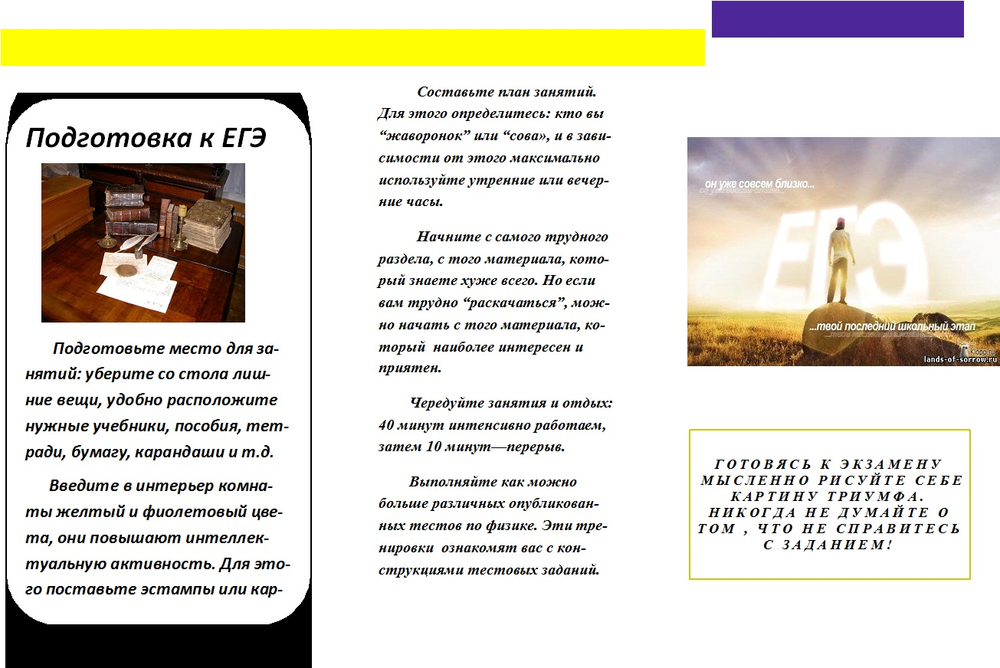 Подготовка к ЕГЭ
Подготовьте место для за-
нятий: уберите со стола лиш-
ние вещи, удобно расположите
нужные учебники, пособия, тет-
ради, бумагу, карандаши и т.д.
Введите в интерьер комна-
ты желтый и фиолетовый цве-
та, они повышают интеллек-
туальную активность. Для это-
го поставьте эстампы или кар-
Составьте план занятий.
Для этого определитесь: кто вы
“жаворонок” или “сова», и в зави-
симости от этого максимально
используйте утренние или вечер-
ние часы.
Начните с самого трудного
раздела, с того материала, кото-
рый знаете хуже всего. Но если
вам трудно “раскачаться”, мож-
но начать с того материала, ко-
торый  наиболее интересен и
приятен.
Чередуйте занятия и отдых:
40 минут интенсивно работаем,
затем 10 минут—перерыв.
Выполняйте как можно
больше различных опубликован-
ных тестов по физике. Эти тре-
нировки  ознакомят вас с кон-
струкциями тестовых заданий.
он уже совсем близко...
ЕГЭ
...твой последний школьный этап
Klopo.ru
lands-of-sorrow.ru
ГОТОВЯСЬ К ЭКЗАМЕНУ
МЫСЛЕННО РИСУЙТЕ СЕБЕ
КАРТИНУ ТРИУМФА.
НИКОГДА НЕ ДУМАЙТЕ О
ТОМ , ЧТО НЕ СПРАВИТЕСЬ
С ЗАДАНИЕМ!